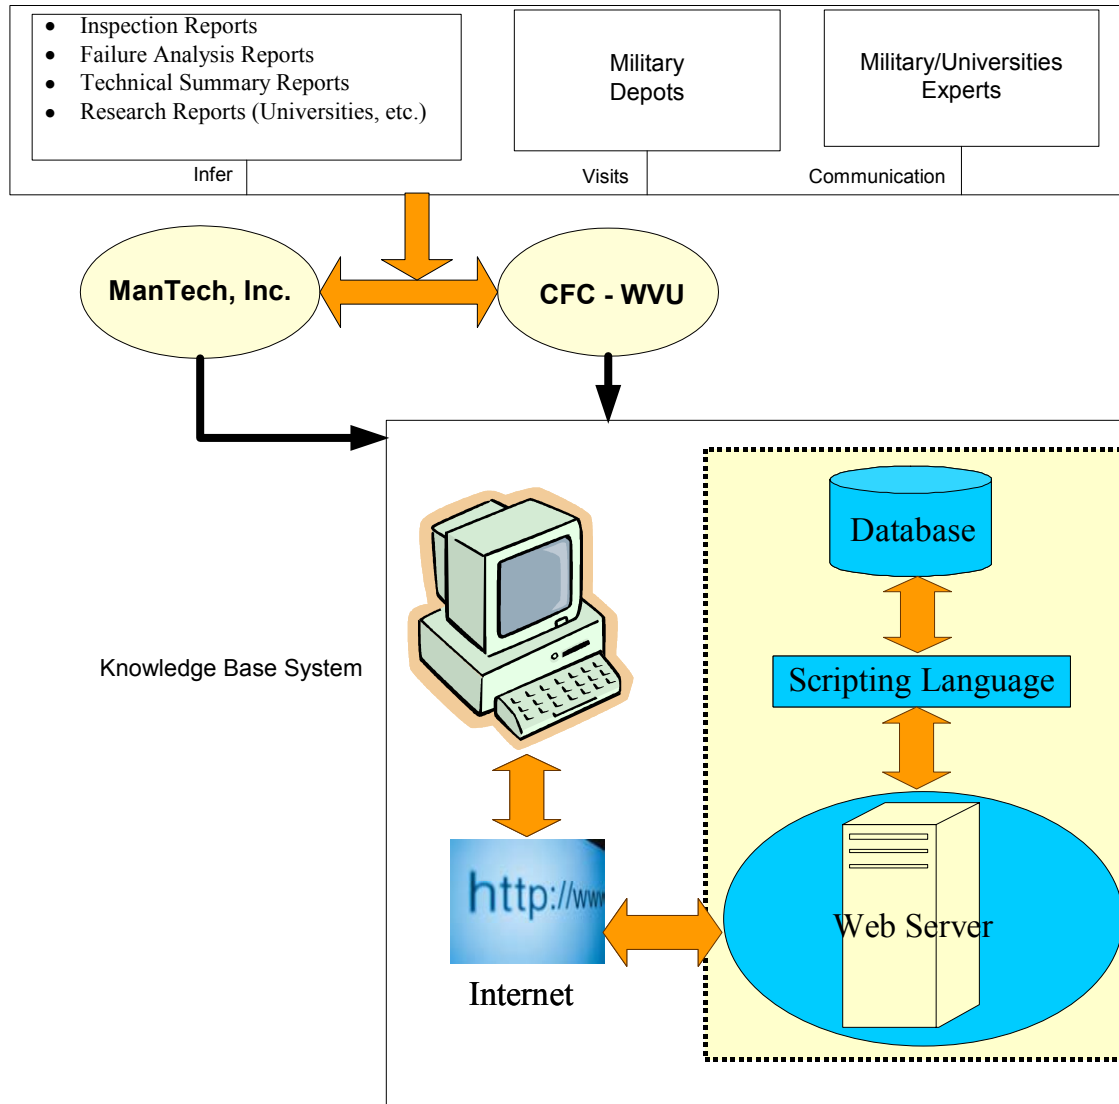 • Inspection Reports
• Failure Analysis Reports
• Technical Summary Reports
• Research Reports (Universities, etc.)
Military
Depots
Military/Universities
Experts
Infer
Visits
Communication
ManTech, Inc.
CFC - WVU
Knowledge Base System
Database
Scripting Language
Web Server
http://www
Internet